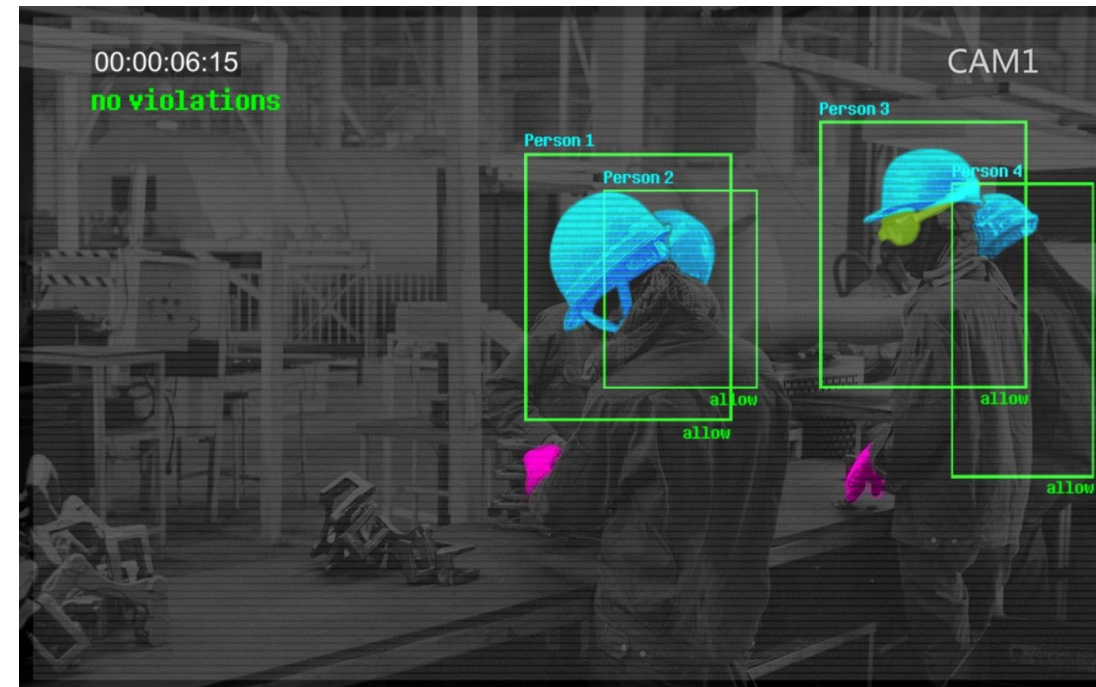 00:00:06:15
CAM1
no violations
Person 3
Person 1
Person 4
Person 2
allow
allow
allow
allow